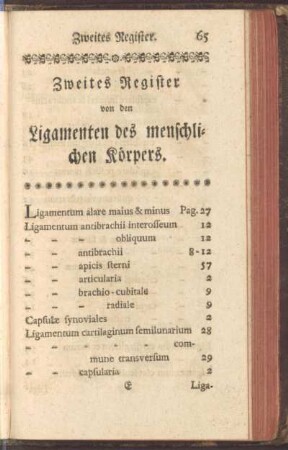 Zweites Register. 65
Zweites Register
von den
Ligamenten des menschli-
chen Körpers.
Ligamentum alare maius & minus Pag. 27
Ligamentum antibrachii interosseum 12
- - - obliquum 12
- - antibrachii 8-12
- - apicis sterni 57
- - articularia 2
- - brachio-cubitale 9
- - - radiale 9
Capsulæ synoviales 2
Ligamentum cartilaginum semilunarium 28
- - - - com-
mune transversum 29
- - capsularia 2
E Liga-